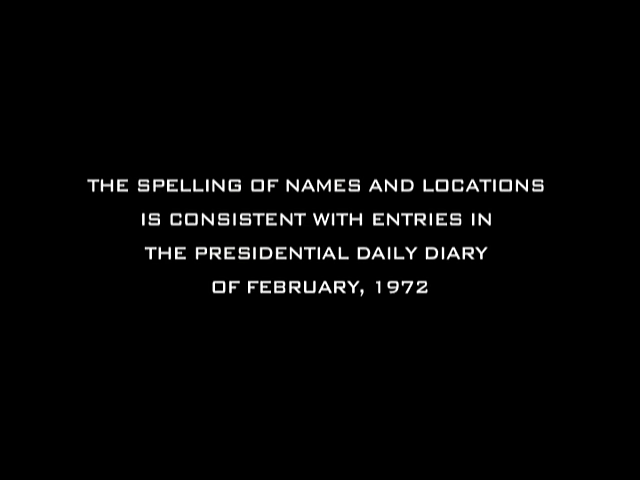 THE SPELLING OF NAMES AND LOCATIONS
IS CONSISTENT WITH ENTRIES IN
THE PRESIDENTIAL DAILY DIARY
OF FEBRUARY, 1972